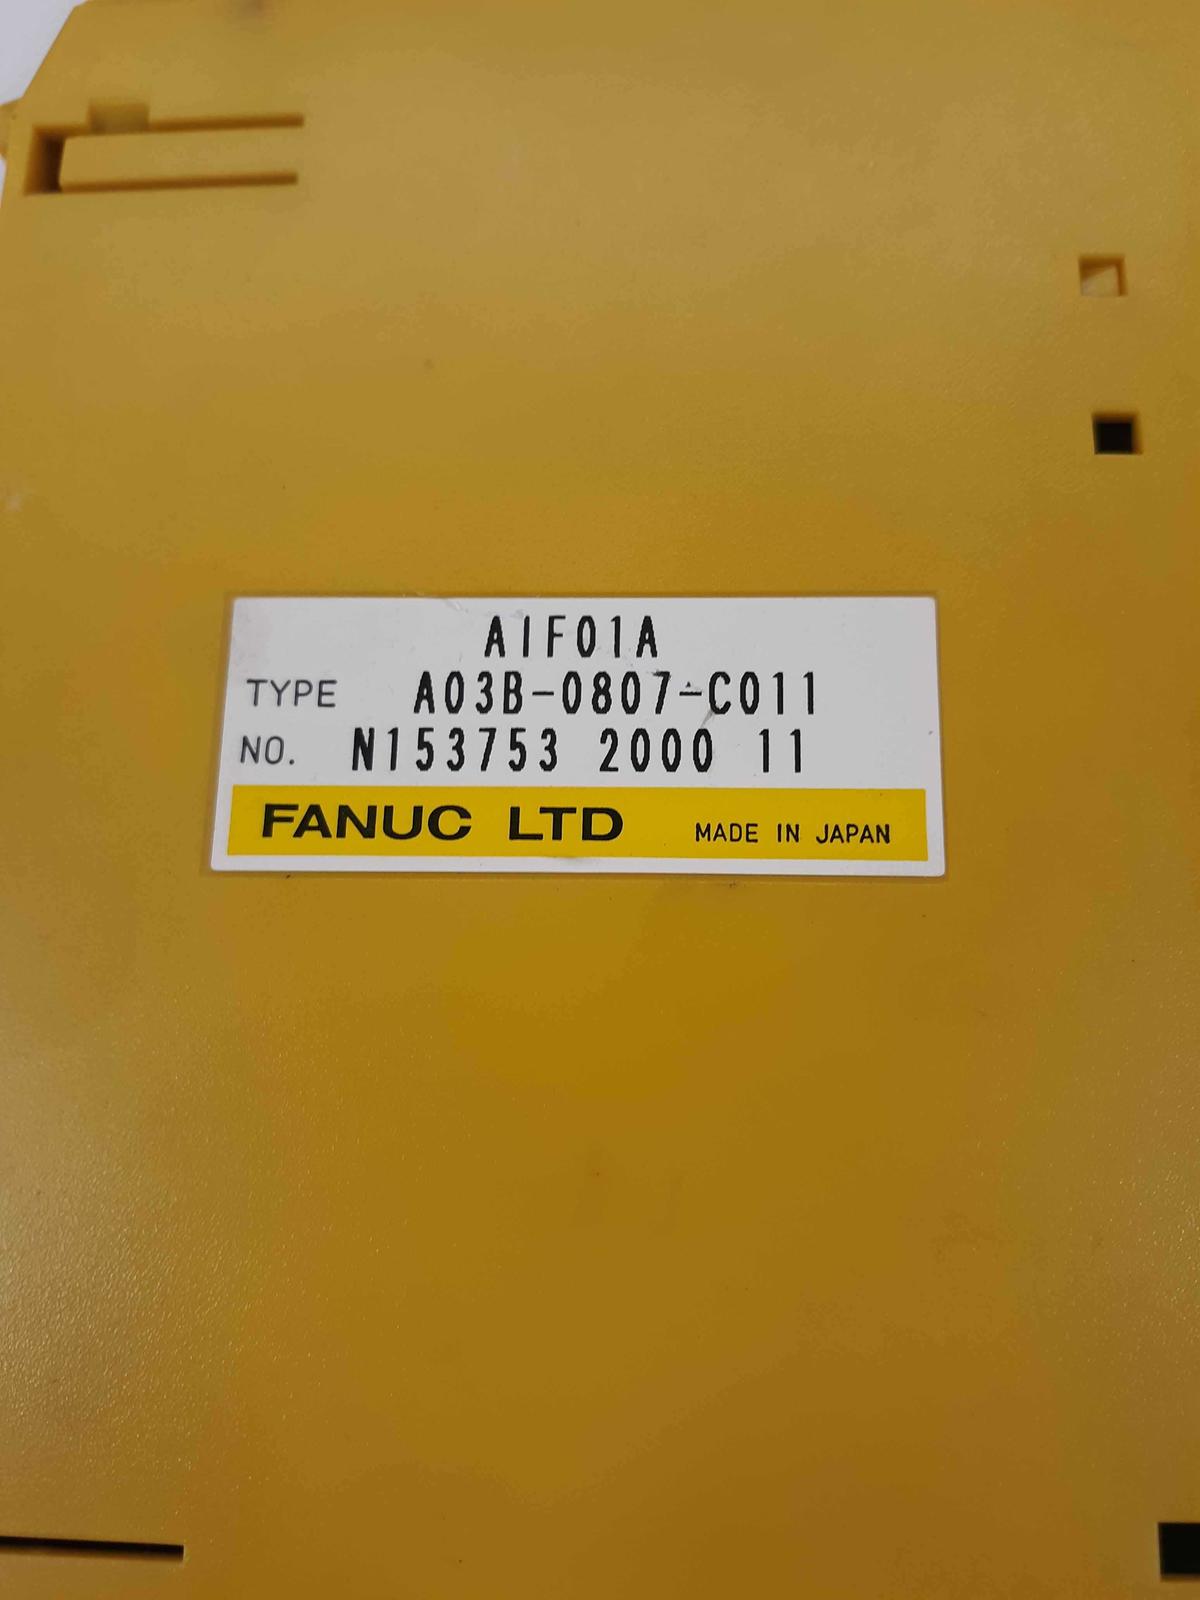 AIF01A
TYPE A03B-0807-C011
NO. N153753 2000 11
FANUC LTD MADE IN JAPAN